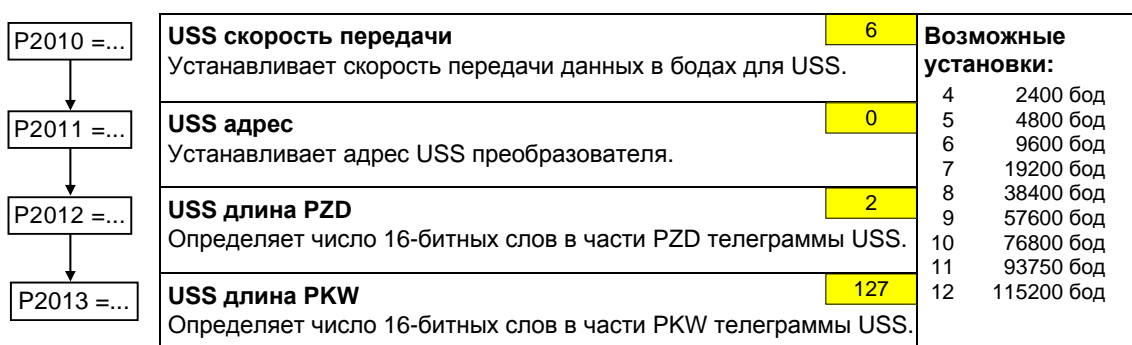 P2010 =...
USS скорость передачи
6
Устанавливает скорость передачи данных в бодах для USS.
P2011 =...
USS адрес
0
Устанавливает адрес USS преобразователя.
P2012 =...
USS длина PZD
2
Определяет число 16-битных слов в части PZD телеграммы USS.
P2013 =...
USS длина PKW
127
Определяет число 16-битных слов в части PKW телеграммы USS.
Возможные
установки:
4 2400 бод
5 4800 бод
6 9600 бод
7 19200 бод
8 38400 бод
9 57600 бод
10 76800 бод
11 93750 бод
12 115200 бод